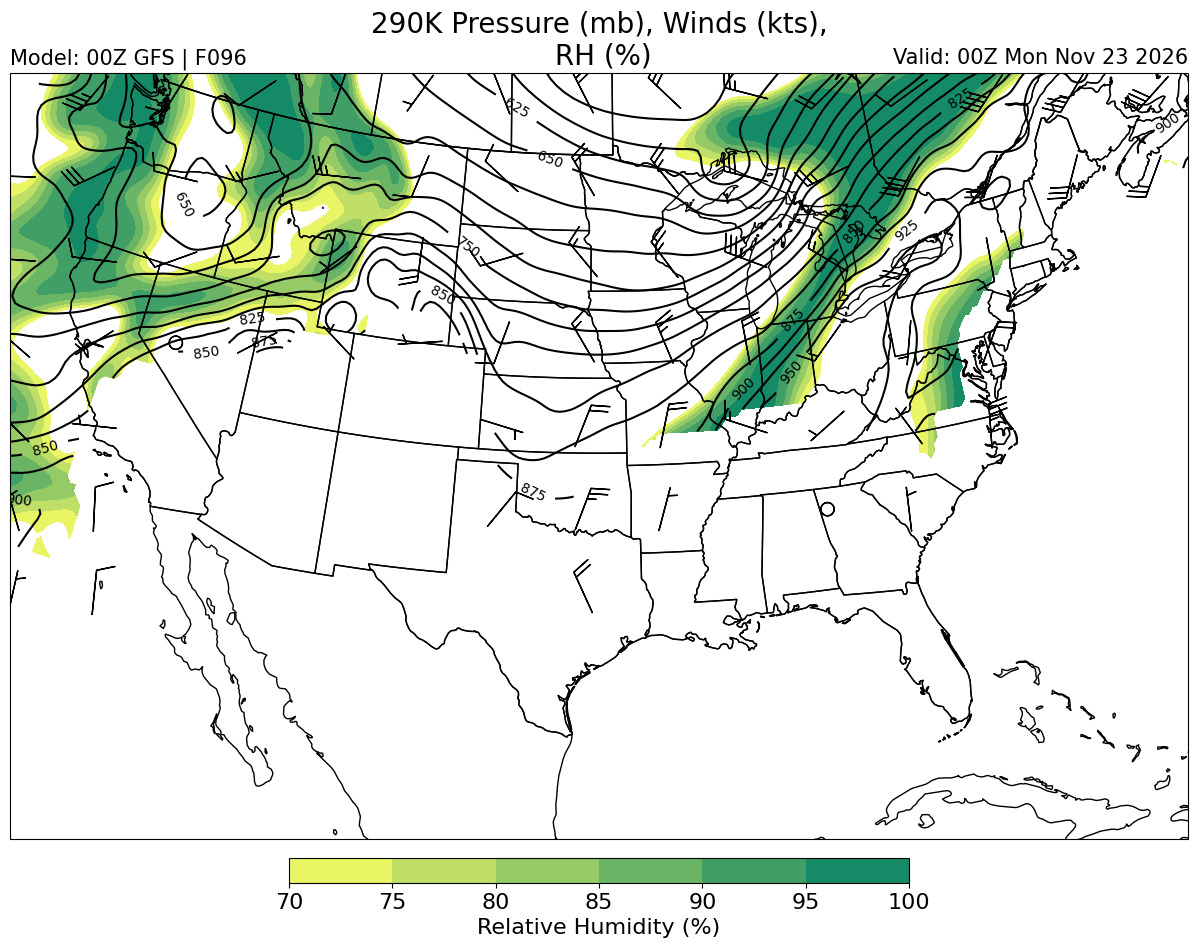 290K Pressure (mb), Winds (kts),
RH (%)
Model: 00Z GFS | F096
Valid: 00Z Mon Nov 23 2026
625
825
900
650
650
850
925
750
850
825
875
850
875
950
900
850
875
70 75 80 85 90 95 100
Relative Humidity (%)